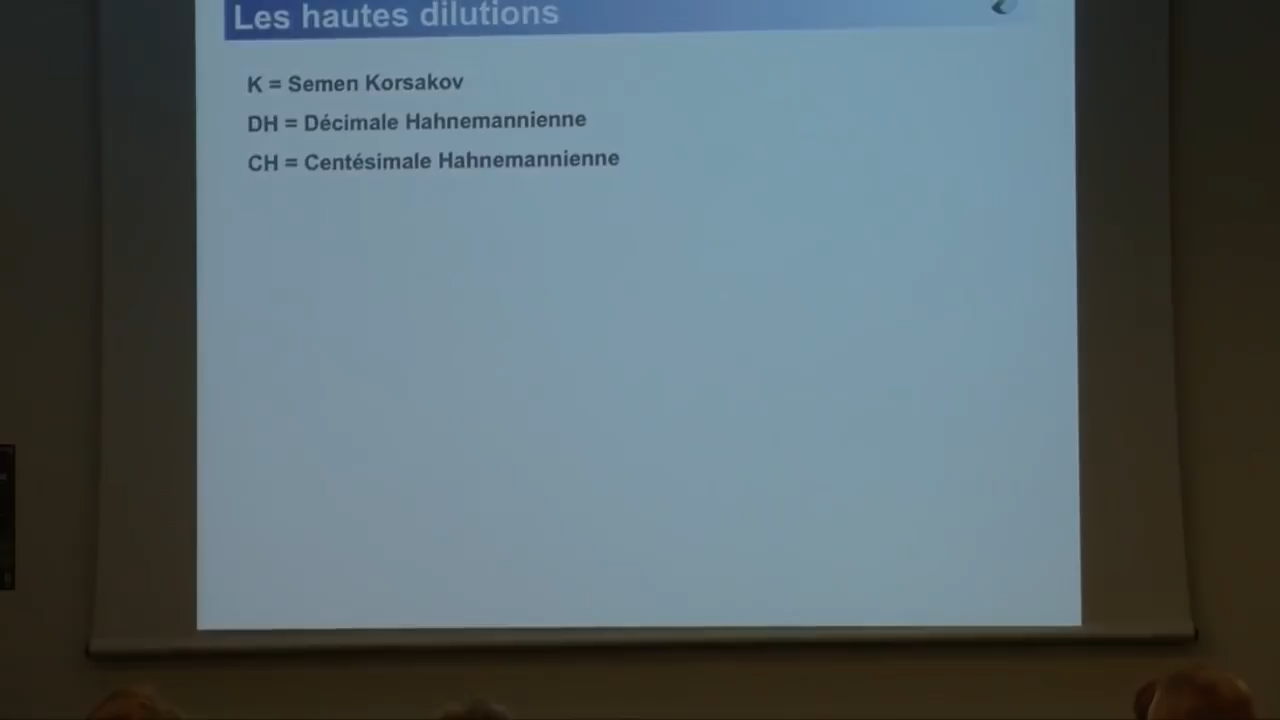 Les hautes dilutions
K = Semen Korsakov
DH = Décimale Hahnemannienne
CH = Centésimale Hahnemannienne